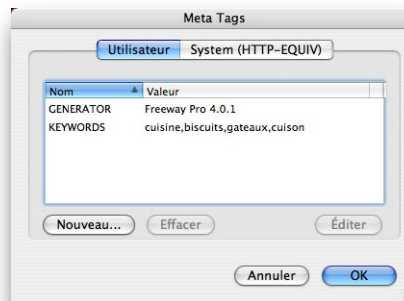 Meta Tags
Utilisateur System (HTTP-EQUIV)
Nom Valeur
GENERATOR Freeway Pro 4.0.1
KEYWORDS cuisine,biscuits,gateaux,cuison
Nouveau... Effacer Éditer
Annuler OK